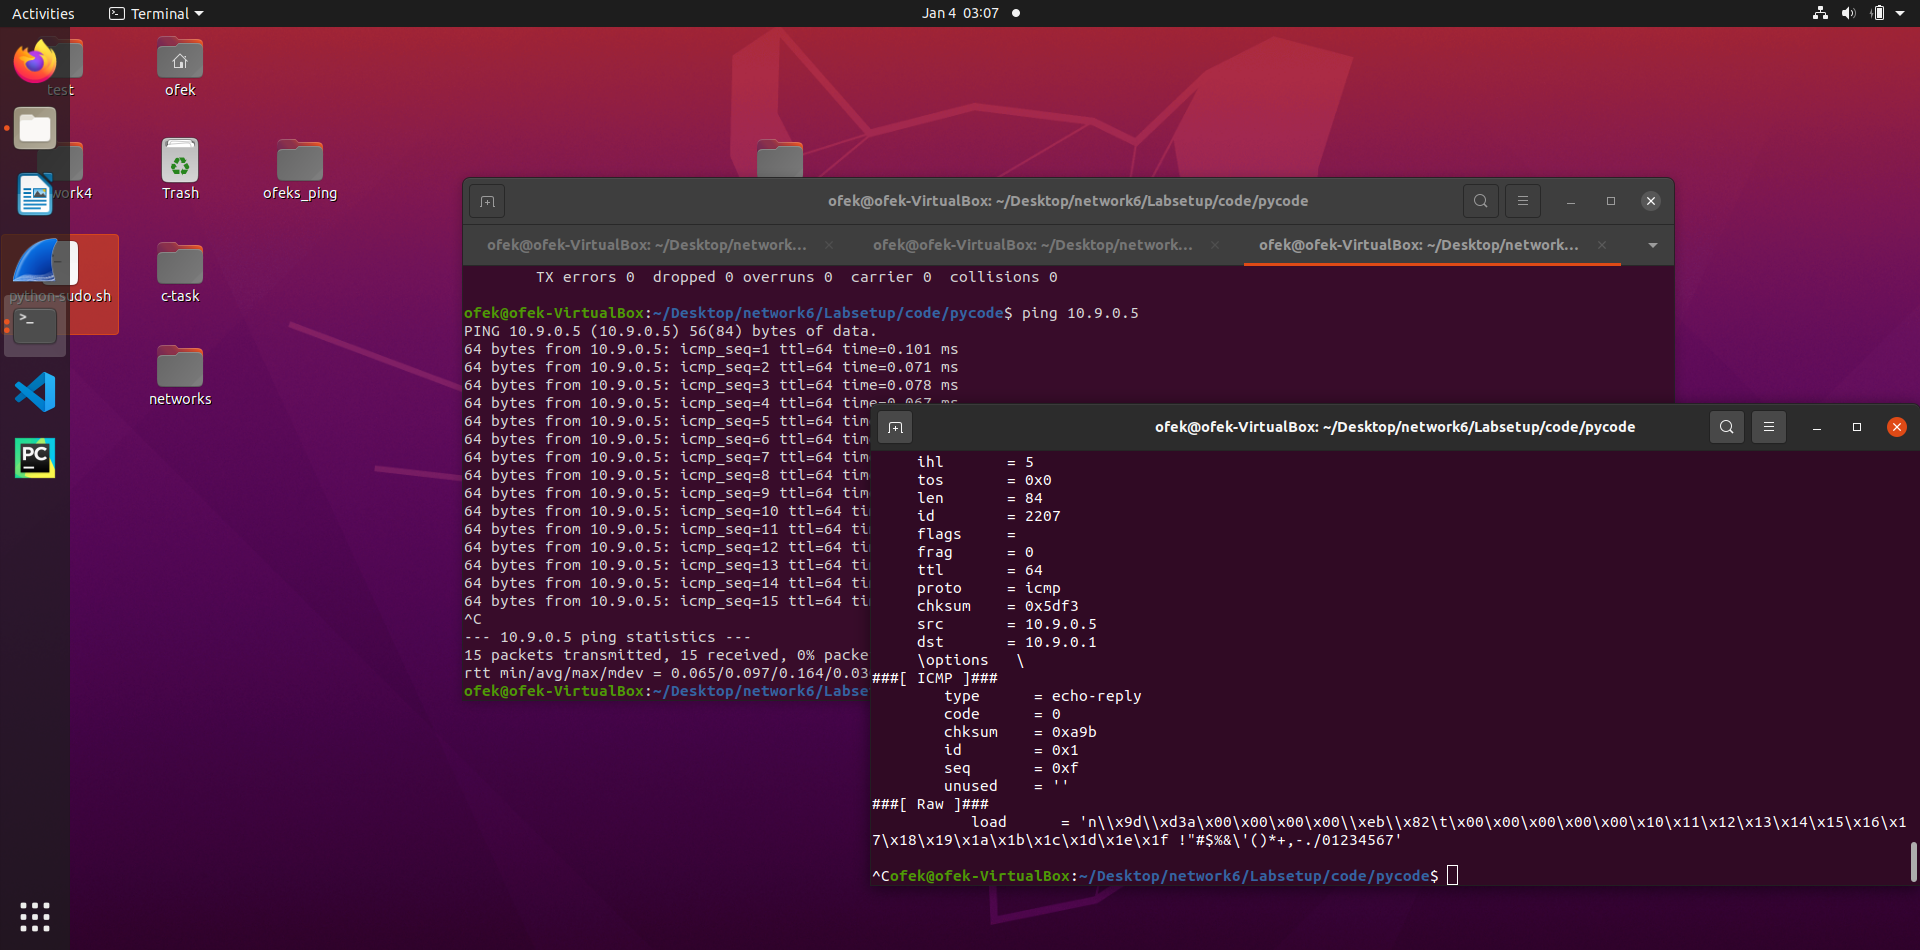 Activities
Terminal
Jan 4 03:07
test
ofek
work4
Trash
ofeks_ping
python-sudo.sh
c-task
networks
PC
ofek@ofek-VirtualBox: ~/Desktop/network6/Labsetup/code/pycode
ofek@ofek-VirtualBox: ~/Desktop/network...
ofek@ofek-VirtualBox: ~/Desktop/network...
ofek@ofek-VirtualBox: ~/Desktop/network...
TX errors 0  dropped 0 overruns 0  carrier 0  collisions 0
ofek@ofek-VirtualBox:~/Desktop/network6/Labsetup/code/pycode$ ping 10.9.0.5
PING 10.9.0.5 (10.9.0.5) 56(84) bytes of data.
64 bytes from 10.9.0.5: icmp_seq=1 ttl=64 time=0.101 ms
64 bytes from 10.9.0.5: icmp_seq=2 ttl=64 time=0.071 ms
64 bytes from 10.9.0.5: icmp_seq=3 ttl=64 time=0.078 ms
64 bytes from 10.9.0.5: icmp_seq=4 ttl=64 time=0.067 ms
64 bytes from 10.9.0.5: icmp_seq=5 ttl=64 time
64 bytes from 10.9.0.5: icmp_seq=6 ttl=64 time
64 bytes from 10.9.0.5: icmp_seq=7 ttl=64 time
64 bytes from 10.9.0.5: icmp_seq=8 ttl=64 time
64 bytes from 10.9.0.5: icmp_seq=9 ttl=64 time
64 bytes from 10.9.0.5: icmp_seq=10 ttl=64 ti
64 bytes from 10.9.0.5: icmp_seq=11 ttl=64 ti
64 bytes from 10.9.0.5: icmp_seq=12 ttl=64 ti
64 bytes from 10.9.0.5: icmp_seq=13 ttl=64 ti
64 bytes from 10.9.0.5: icmp_seq=14 ttl=64 ti
64 bytes from 10.9.0.5: icmp_seq=15 ttl=64 ti
^C
--- 10.9.0.5 ping statistics ---
15 packets transmitted, 15 received, 0% packe
rtt min/avg/max/mdev = 0.065/0.097/0.164/0.03
ofek@ofek-VirtualBox:~/Desktop/network6/Labse
ofek@ofek-VirtualBox: ~/Desktop/network6/Labsetup/code/pycode
ihl       = 5
tos       = 0x0
len       = 84
id        = 2207
flags     =
frag      = 0
ttl       = 64
proto     = icmp
chksum    = 0x5df3
src       = 10.9.0.5
dst       = 10.9.0.1
\options   \
###[ ICMP ]###
type      = echo-reply
code      = 0
chksum    = 0xa9b
id        = 0x1
seq       = 0xf
unused    = ''
###[ Raw ]###
load      = 'n\\x9d\\xd3a\x00\x00\x00\x00\\xeb\\x82\t\x00\x00\x00\x00\x00\x10\x11\x12\x13\x14\x15\x16\x1
7\x18\x19\x1a\x1b\x1c\x1d\x1e\x1f !"#$%&\'()*+,-./01234567'
^Cofek@ofek-VirtualBox:~/Desktop/network6/Labsetup/code/pycode$